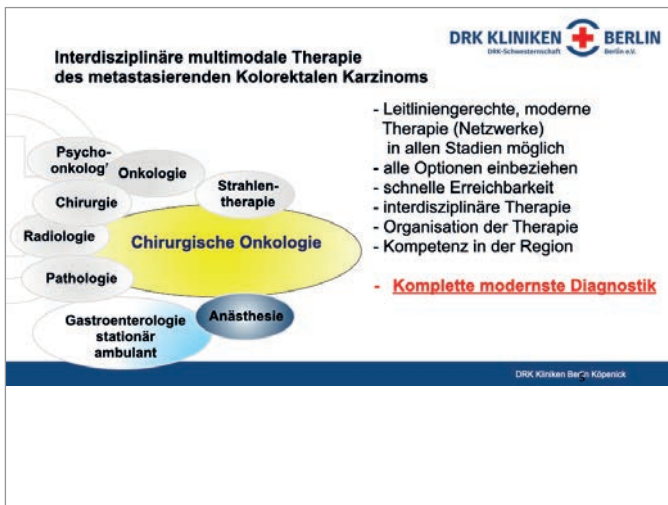 DRK KLINIKEN BERLIN
DRK-Schwesternschaft Berlin e.V.
Interdisziplinäre multimodale Therapie
des metastasierenden Kolorektalen Karzinoms
Psycho-
onkolog'
Onkologie
Strahlen-
therapie
Chirurgie
Radiologie
Chirurgische Onkologie
Pathologie
Anästhesie
Gastroenterologie
stationär
ambulant
- Leitliniengerechte, moderne
Therapie (Netzwerke)
in allen Stadien möglich
- alle Optionen einbeziehen
- schnelle Erreichbarkeit
- interdisziplinäre Therapie
- Organisation der Therapie
- Kompetenz in der Region
- Komplette modernste Diagnostik
DRK Kliniken Berlin Köpenick